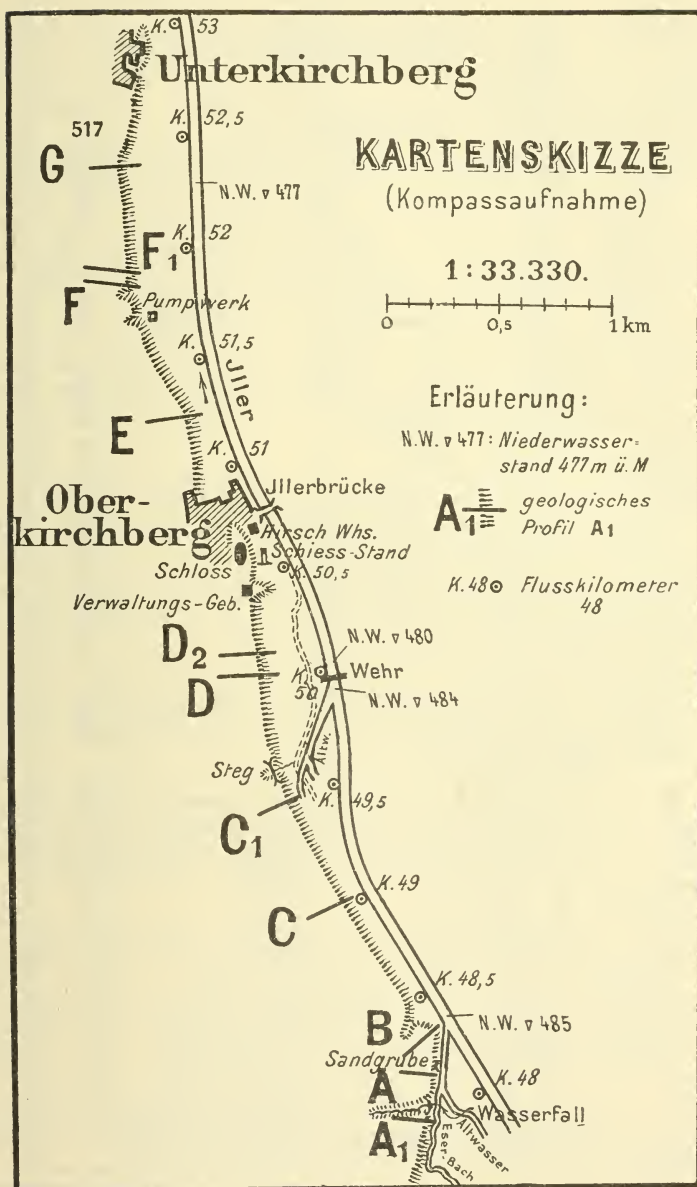 K. 53
Unterkirchberg
K. 52,5
517
G
KARTENSKIZZE
(Kompassaufnahme)
N.W. ▿ 477
K. 52
F1
F
Pumpwerk
1:33.330.
0 0,5 1 km
K. 51,5
Jller
E
Erläuterung:
N.W. ▿ 477: Niederwasser=
stand 477m ü. M
K. 51
Ober-
kirchberg
Jllerbrücke
A1 geologisches
Profil A1
Hirsch Whs.
Schiess-Stand
Schloss
K. 50,5
K. 48 Flusskilometer
48
Verwaltungs-Geb.
D2
N.W. ▿ 480
D
K.
50
Wehr
N.W. ▿ 484
Altw.
Steg
K. 49,5
C1
K. 49
C
K. 48,5
B
N.W. ▿ 485
Sandgrube
A
K. 48
Wasserfall
A1
Altwasser
Eser-Bach